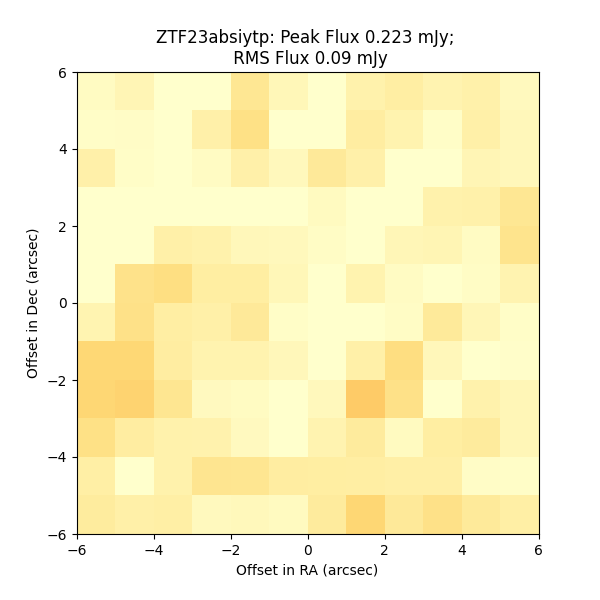 ZTF23absiytp: Peak Flux 0.223 mJy;
RMS Flux 0.09 mJy
6
4
2
0
−2
−4
−6
Offset in Dec (arcsec)
−6 −4 −2 0 2 4 6
Offset in RA (arcsec)